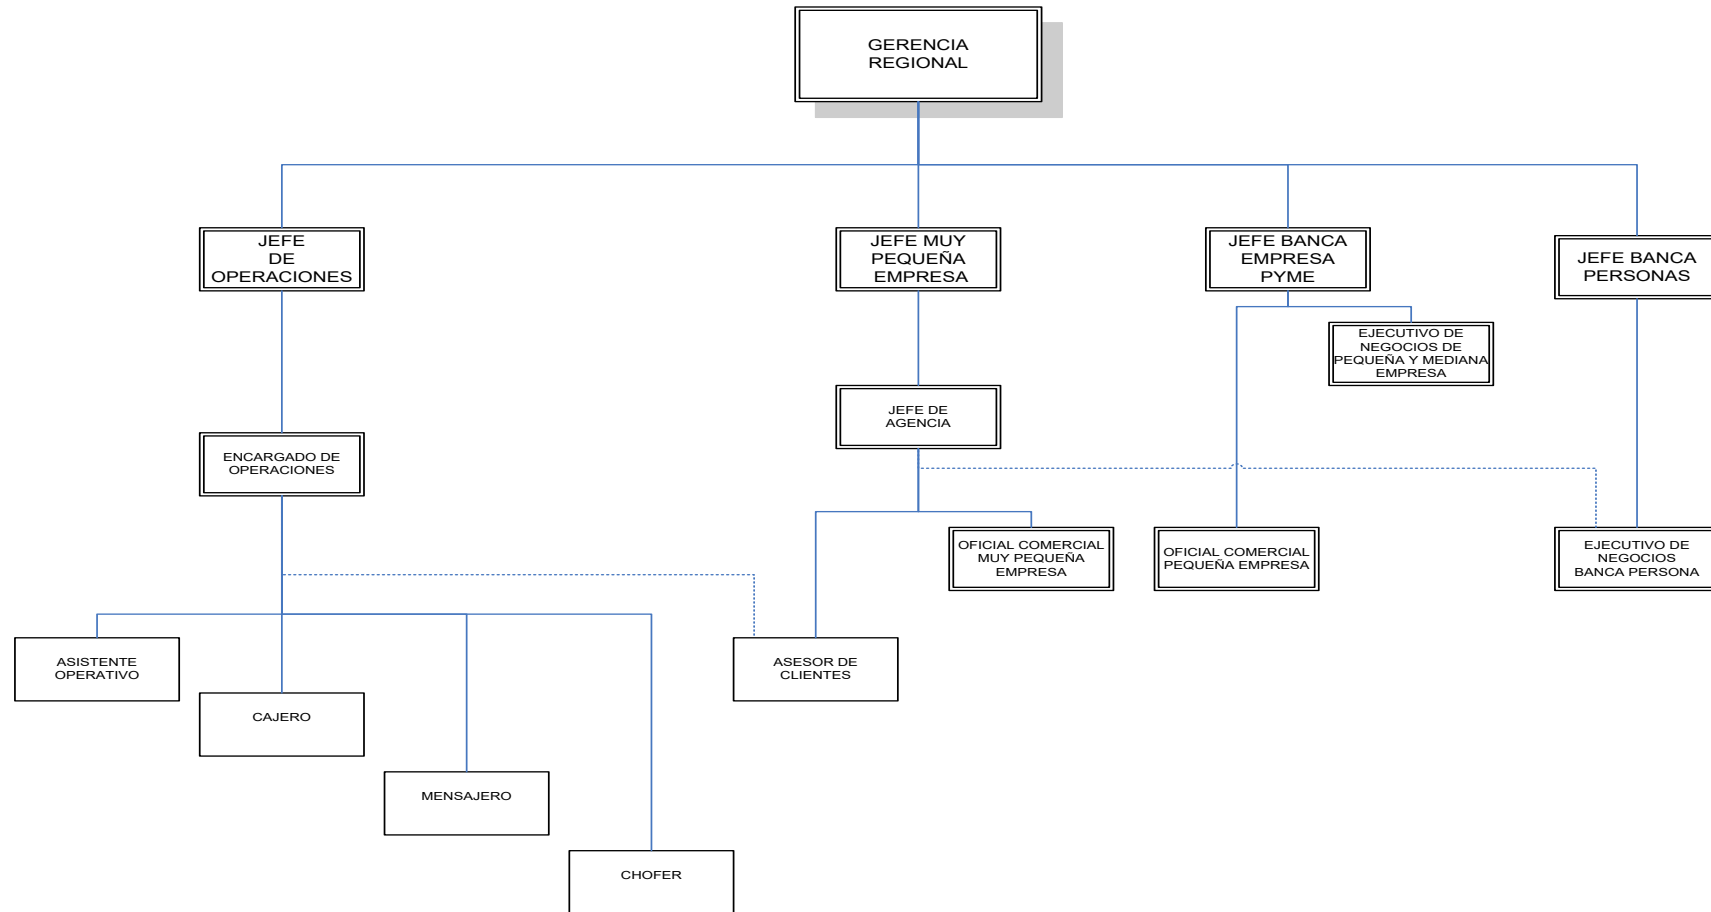 GERENCIA
REGIONAL
JEFE
DE
OPERACIONES
JEFE MUY
PEQUEÑA
EMPRESA
JEFE BANCA
EMPRESA
PYME
JEFE BANCA
PERSONAS
EJECUTIVO DE
NEGOCIOS DE
PEQUEÑA Y MEDIANA
EMPRESA
JEFE DE
AGENCIA
ENCARGADO DE
OPERACIONES
OFICIAL COMERCIAL
MUY PEQUEÑA
EMPRESA
OFICIAL COMERCIAL
PEQUEÑA EMPRESA
EJECUTIVO DE
NEGOCIOS
BANCA PERSONA
ASISTENTE
OPERATIVO
ASESOR DE
CLIENTES
CAJERO
MENSAJERO
CHOFER